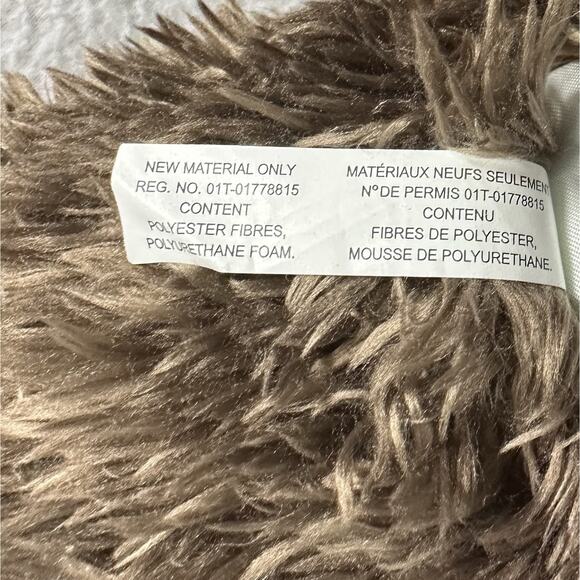 NEW MATERIAL ONLY
REG. NO. 01T-01778815
CONTENT
POLYESTER FIBRES,
POLYURETHANE FOAM.
MATÉRIAUX NEUFS SEULEMENT
N° DE PERMIS 01T-01778815
CONTENU
FIBRES DE POLYESTER,
MOUSSE DE POLYURETHANE.